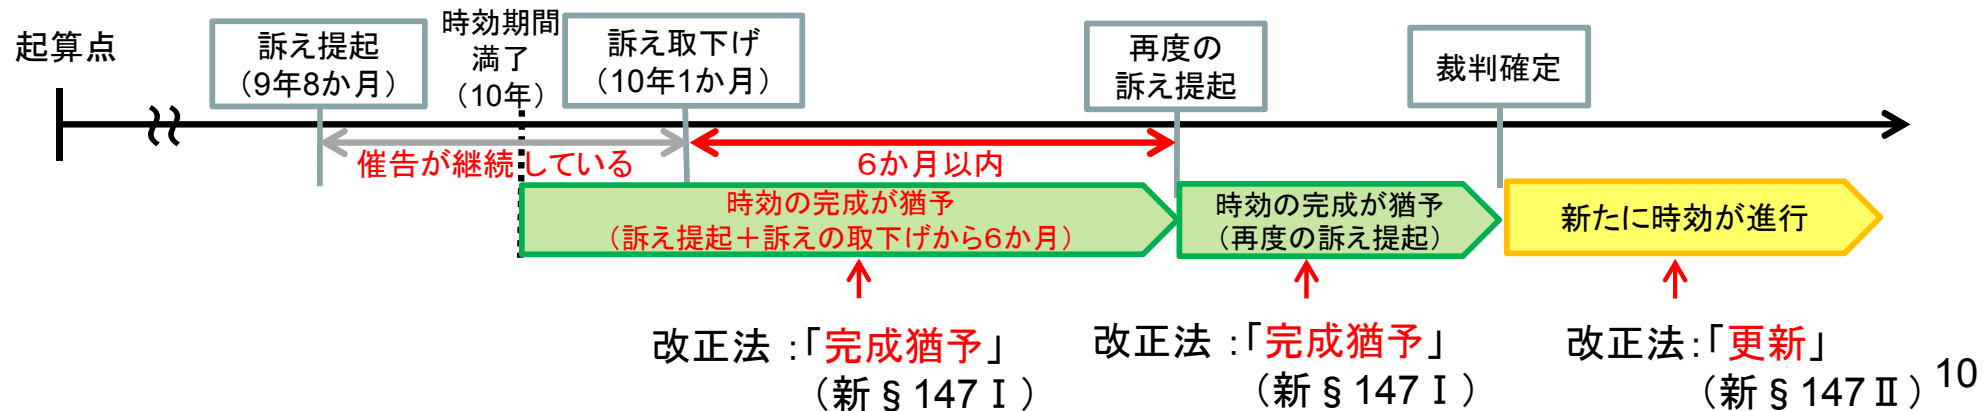 起算点
訴え提起
（9年8か月）
時効期間
満了
（10年）
訴え取下げ
（10年1か月）
再度の
訴え提起
裁判確定
催告が継続している
６か月以内
時効の完成が猶予
（訴え提起＋訴えの取下げから６か月）
時効の完成が猶予
（再度の訴え提起）
新たに時効が進行
改正法：「完成猶予」
（新§147Ⅰ）
改正法：「完成猶予」
（新§147Ⅰ）
改正法：「更新」
（新§147Ⅱ）
10